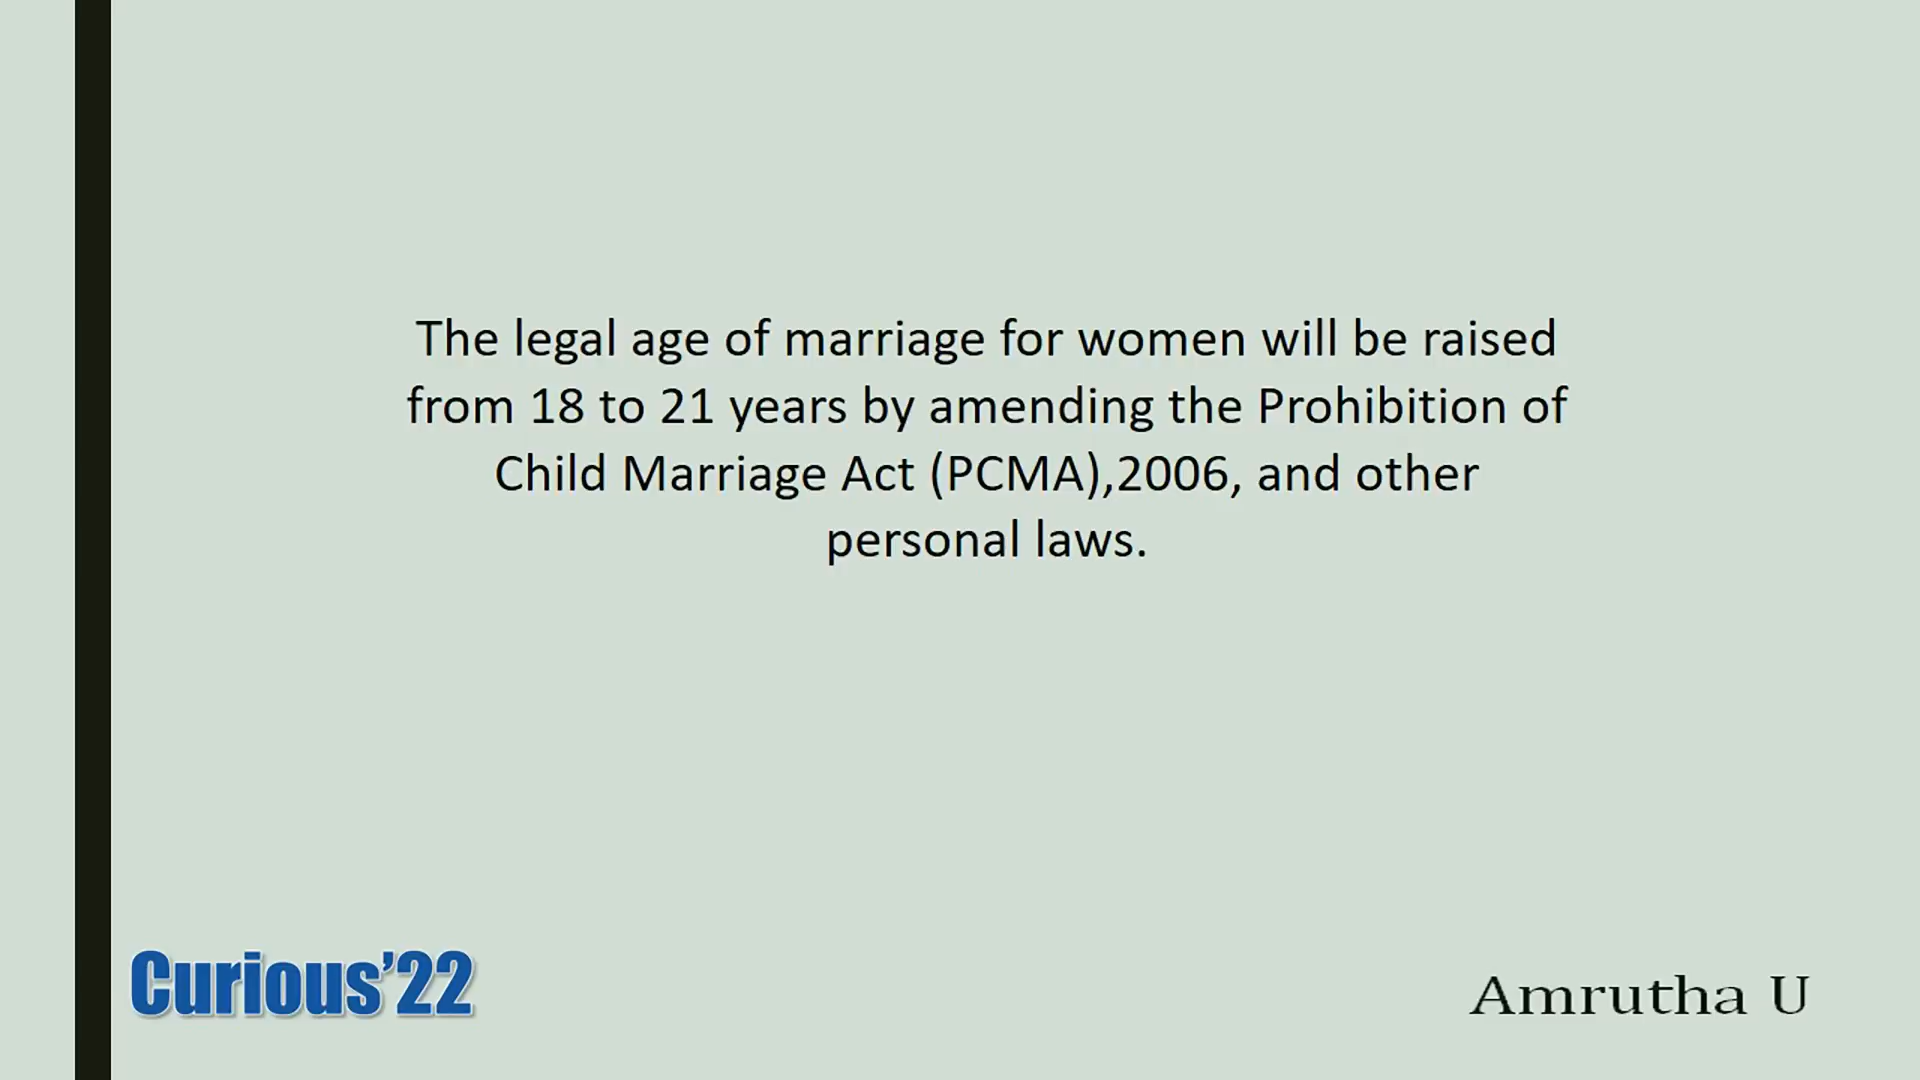 The legal age of marriage for women will be raised
from 18 to 21 years by amending the Prohibition of
Child Marriage Act (PCMA),2006, and other
personal laws.
Curious’22
Amrutha U